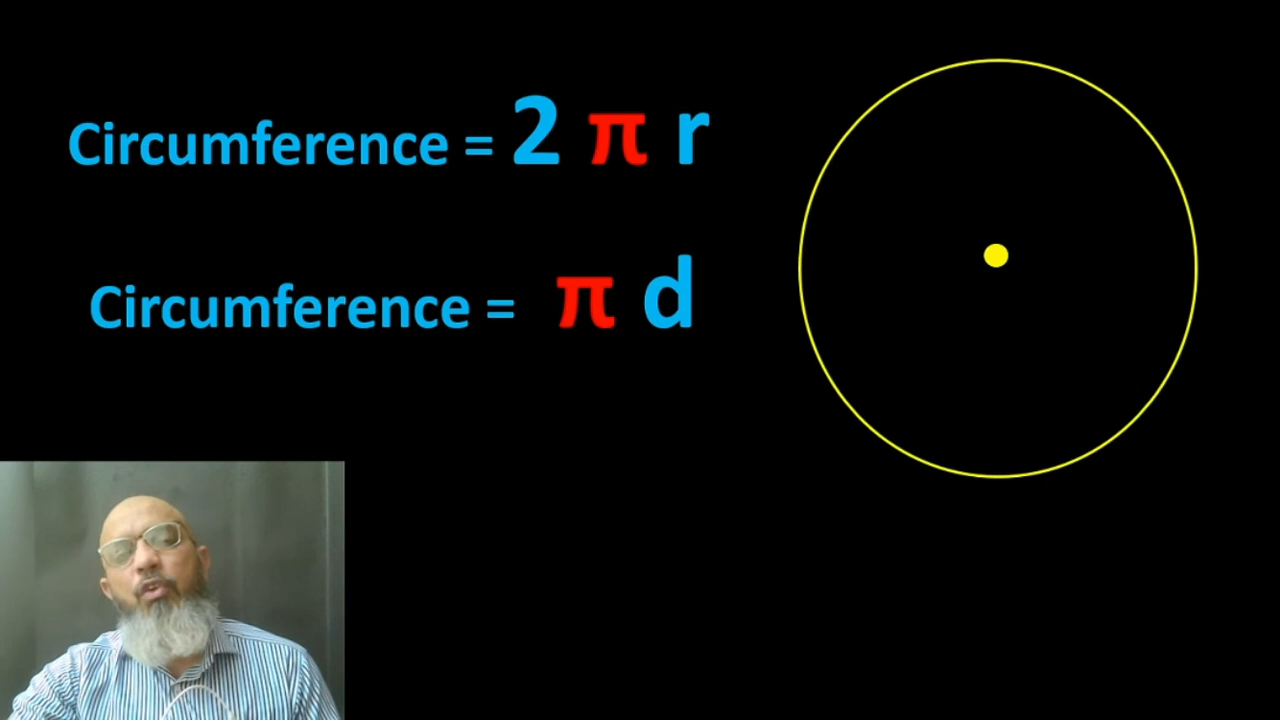 Circumference = 2 π r
Circumference = π d